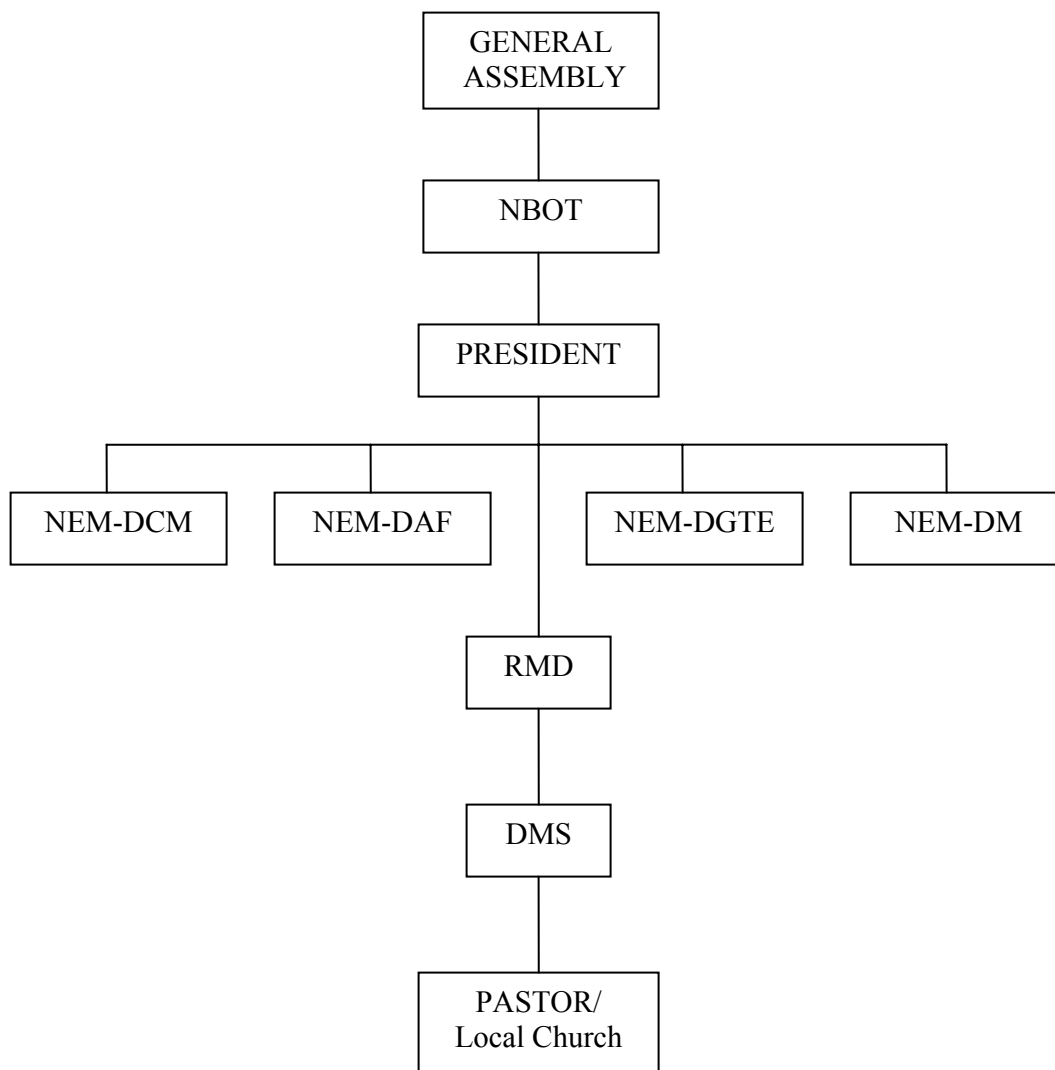 GENERAL
ASSEMBLY
NBOT
PRESIDENT
NEM-DCM
NEM-DAF
NEM-DGTE
NEM-DM
RMD
DMS
PASTOR/
Local Church